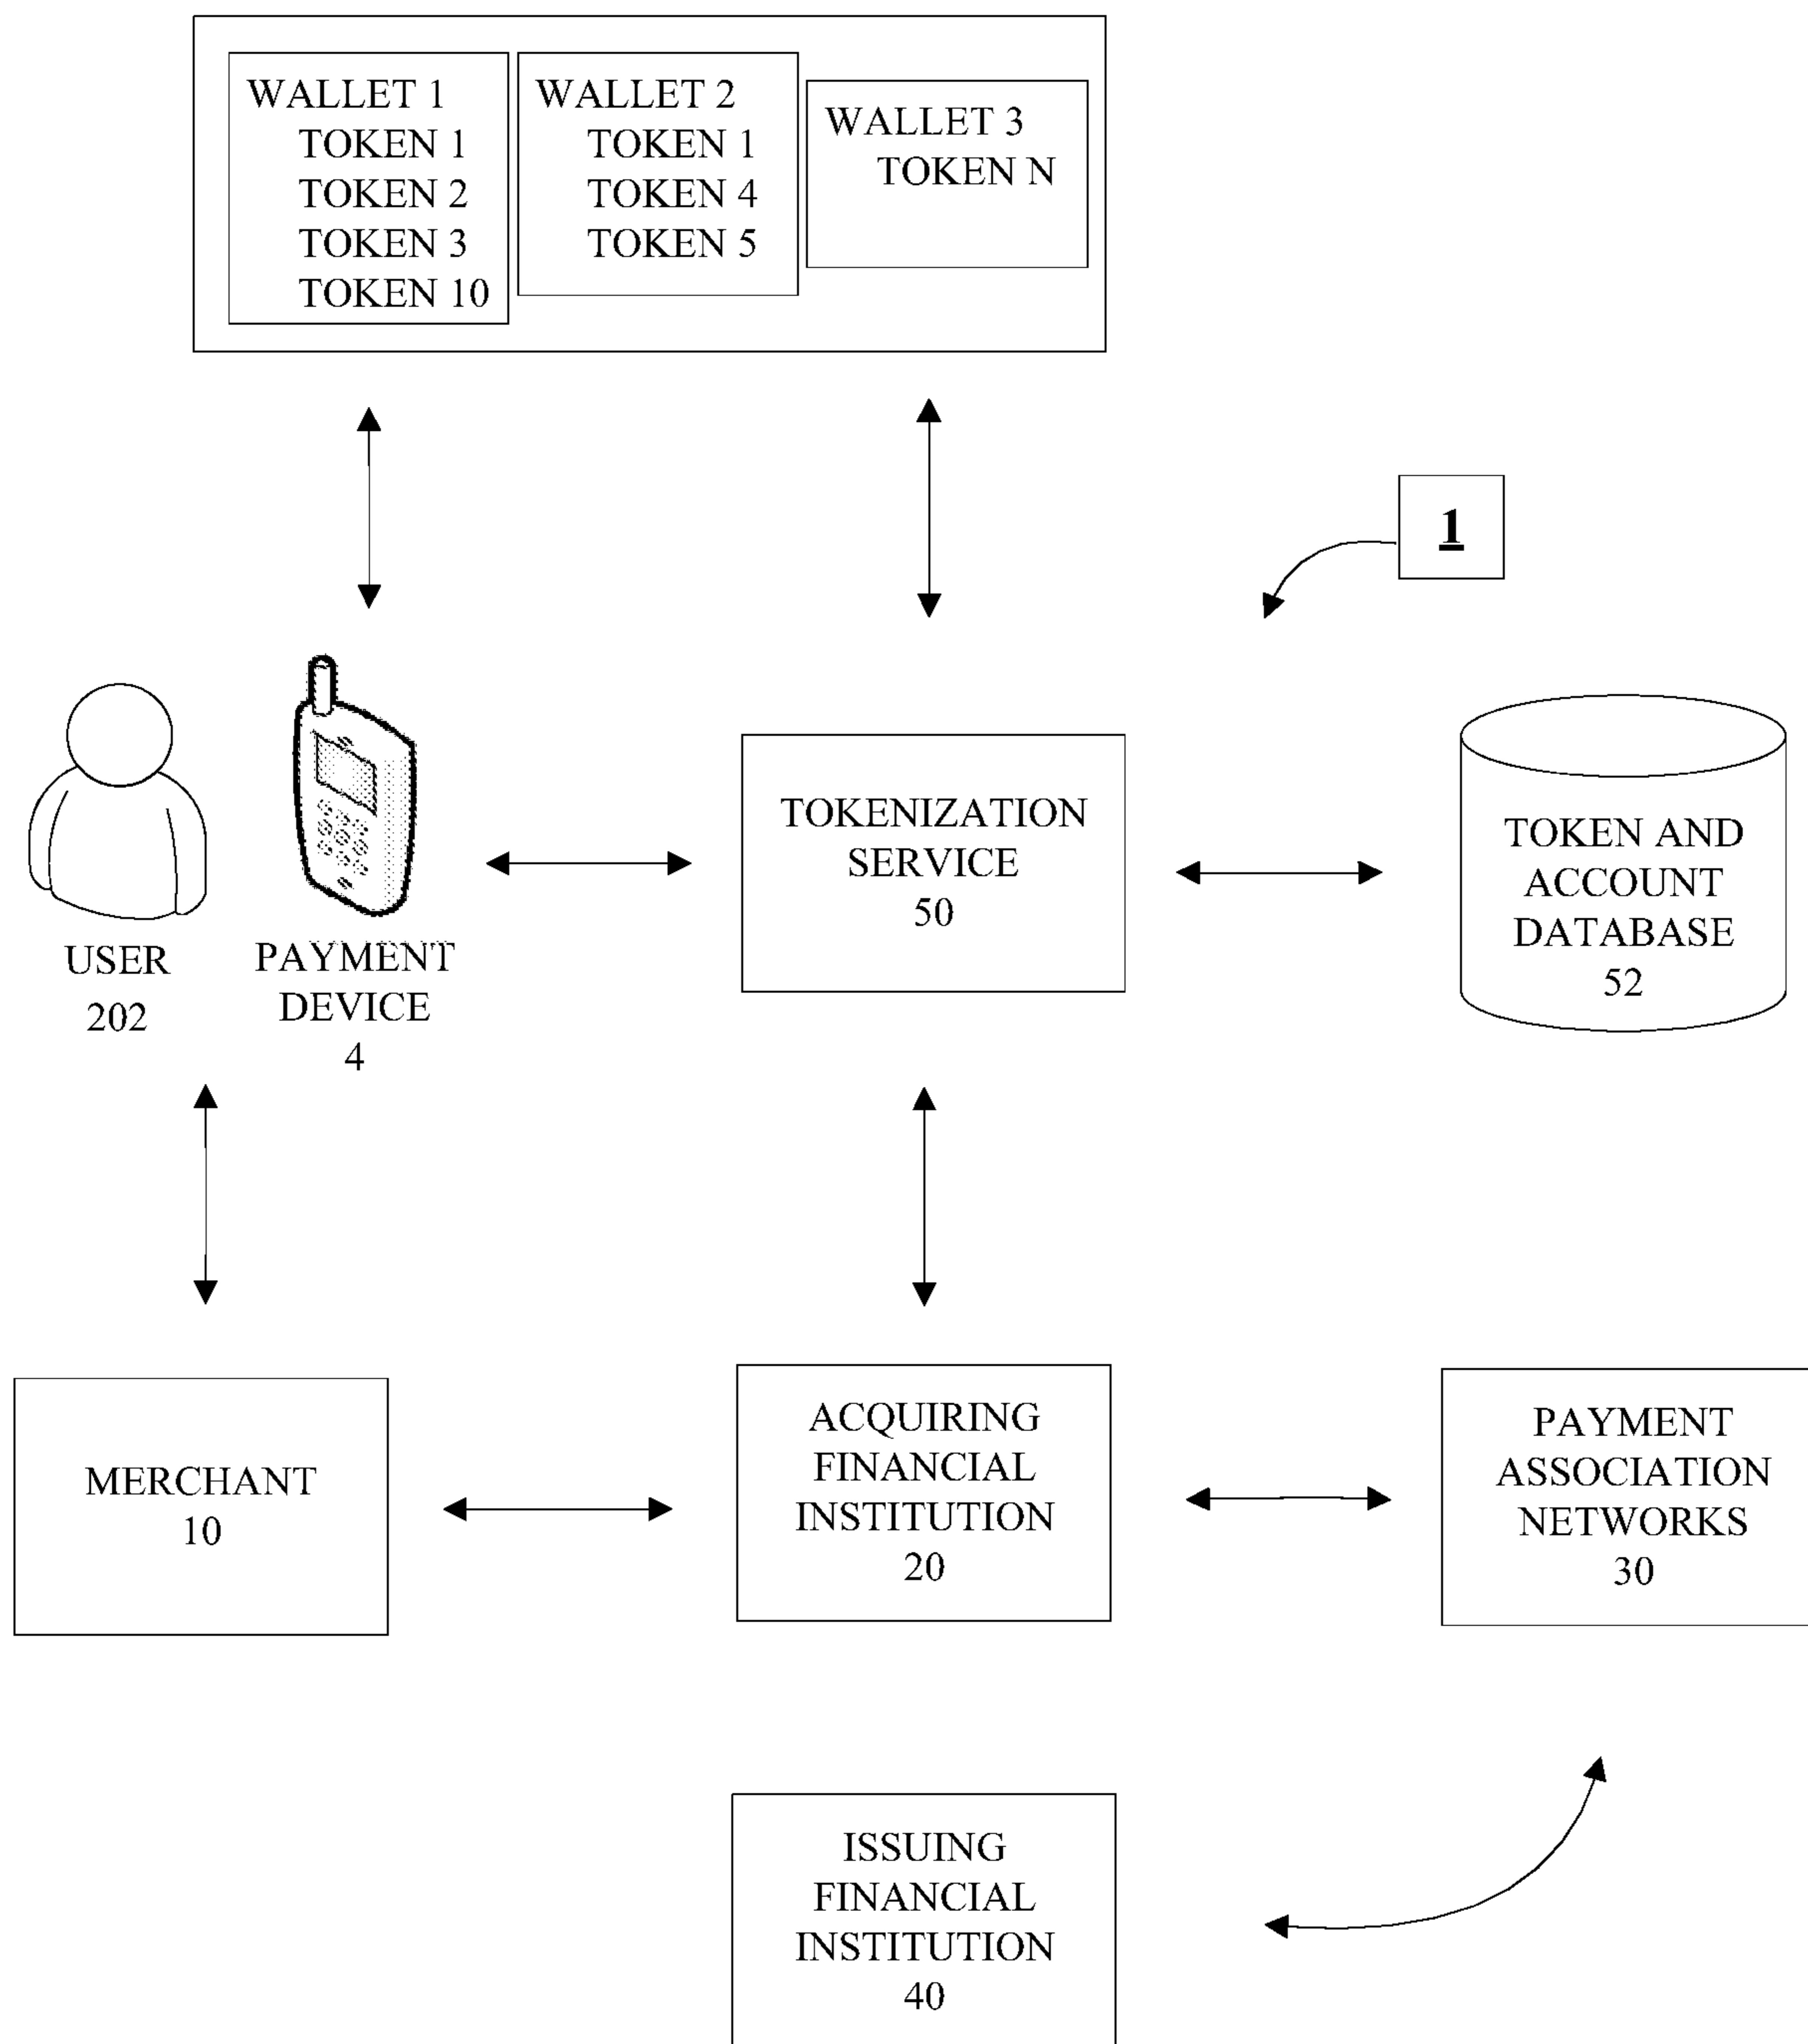 WALLET 1
TOKEN 1
TOKEN 2
TOKEN 3
TOKEN 10
WALLET 2
TOKEN 1
TOKEN 4
TOKEN 5
WALLET 3
TOKEN N
1
USER
202
PAYMENT
DEVICE
4
TOKENIZATION
SERVICE
50
TOKEN AND
ACCOUNT
DATABASE
52
MERCHANT
10
ACQUIRING
FINANCIAL
INSTITUTION
20
PAYMENT
ASSOCIATION
NETWORKS
30
ISSUING
FINANCIAL
INSTITUTION
40